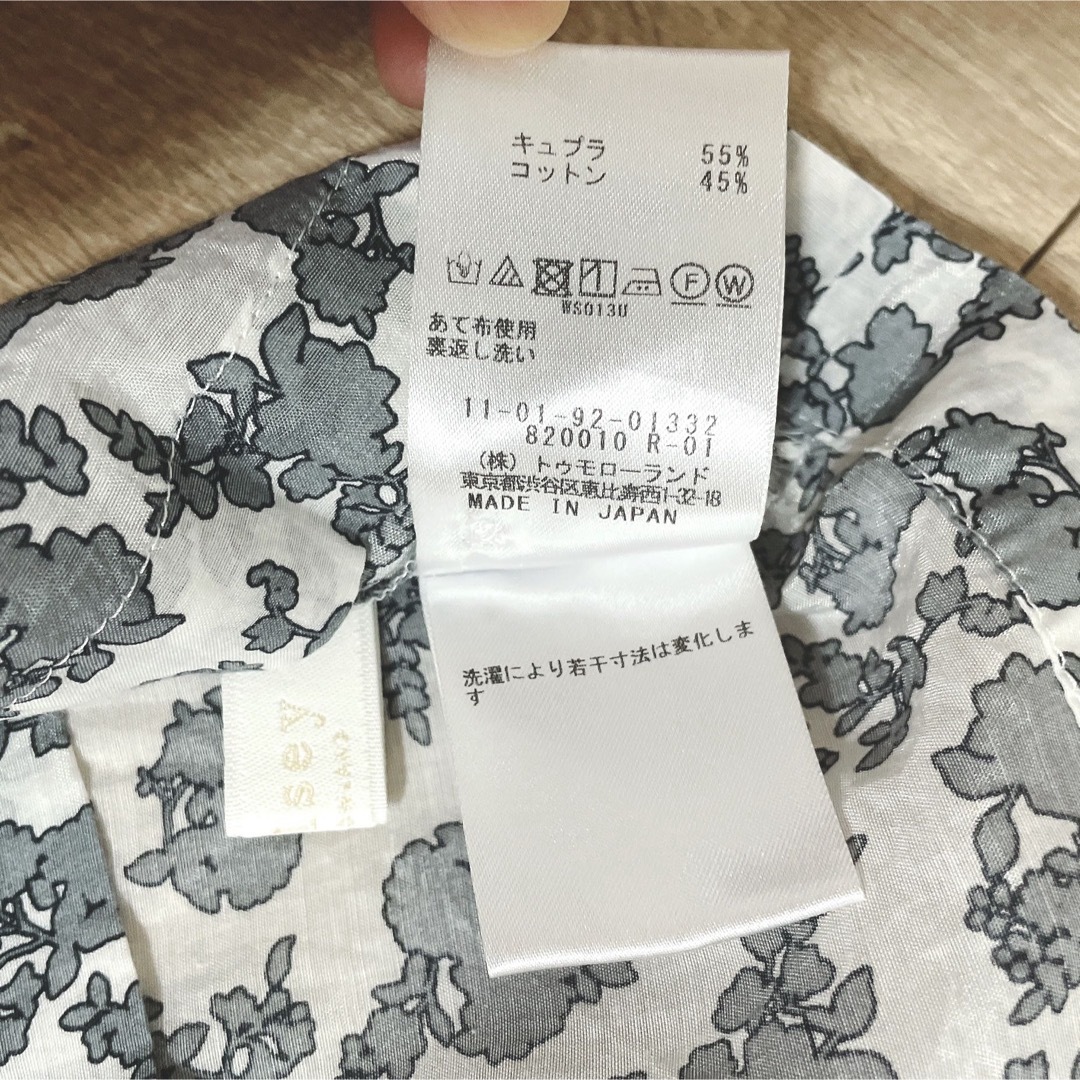 キュプラ 55%
コットン 45%
F W
WS013U
あて布使用
裏返し洗い
11-01-92-01332
820010 R-01
(株) トゥモローランド
東京都渋谷区恵比寿西1-32-18
MADE IN JAPAN
洗濯により若干寸法は変化しま
す
sey